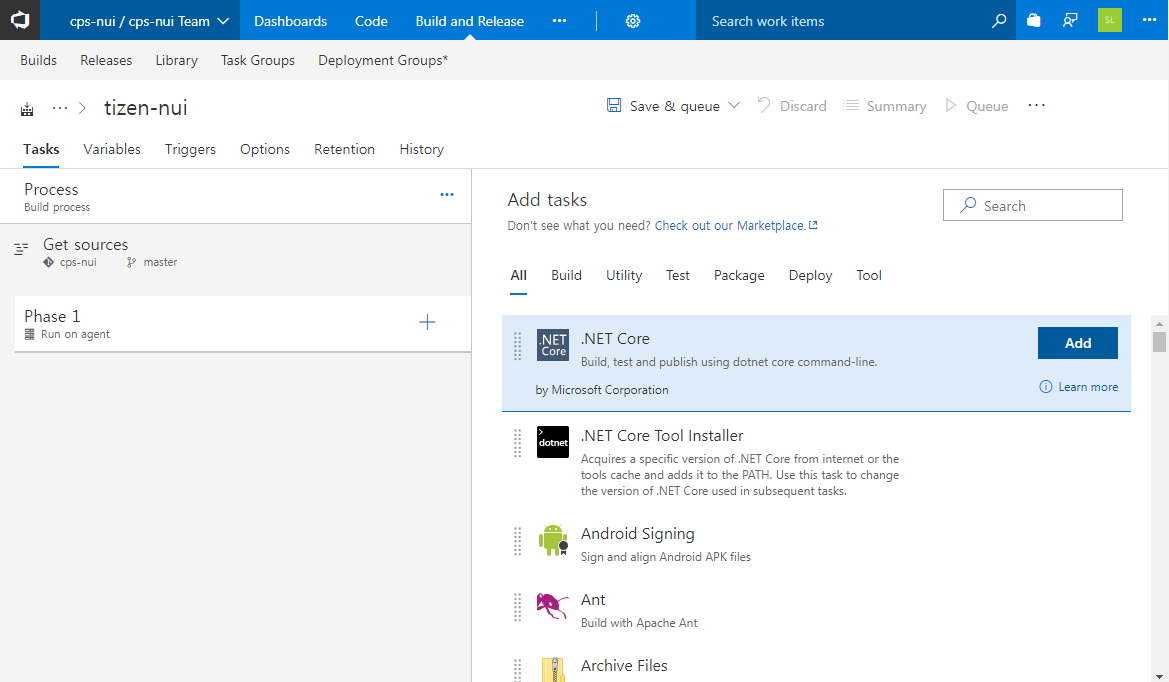 cps-nui / cps-nui Team Dashboards Code Build and Release ··· Search work items SL ···
Builds Releases Library Task Groups Deployment Groups*
··· tizen-nui Save & queue Discard Summary Queue ···
Tasks Variables Triggers Options Retention History
Process ···
Build process
Get sources
cps-nui master
Phase 1
Run on agent
Add tasks
Search
Don't see what you need? Check out our Marketplace.
All Build Utility Test Package Deploy Tool
.NET
Core
.NET Core
Build, test and publish using dotnet core command-line.
by Microsoft Corporation
Add
Learn more
dotnet
.NET Core Tool Installer
Acquires a specific version of .NET Core from internet or the
tools cache and adds it to the PATH. Use this task to change
the version of .NET Core used in subsequent tasks.
Android Signing
Sign and align Android APK files
Ant
Build with Apache Ant
Archive Files